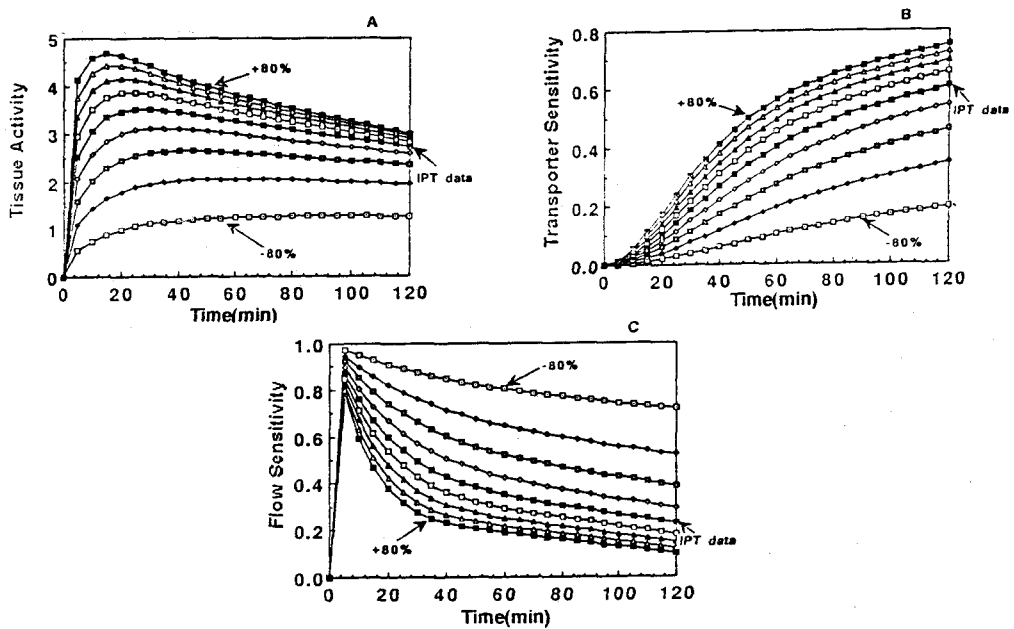 A
Tissue Activity
5
4
3
2
1
0
+80%
IPT data
-80%
0 20 40 60 80 100 120
Time(min)
B
Transporter Sensitivity
0.8
0.6
0.4
0.2
0.0
+80%
IPT data
-80%
0 20 40 60 80 100 120
Time(min)
C
Flow Sensitivity
1.0
0.8
0.6
0.4
0.2
0.0
-80%
+80%
IPT data
0 20 40 60 80 100 120
Time(min)